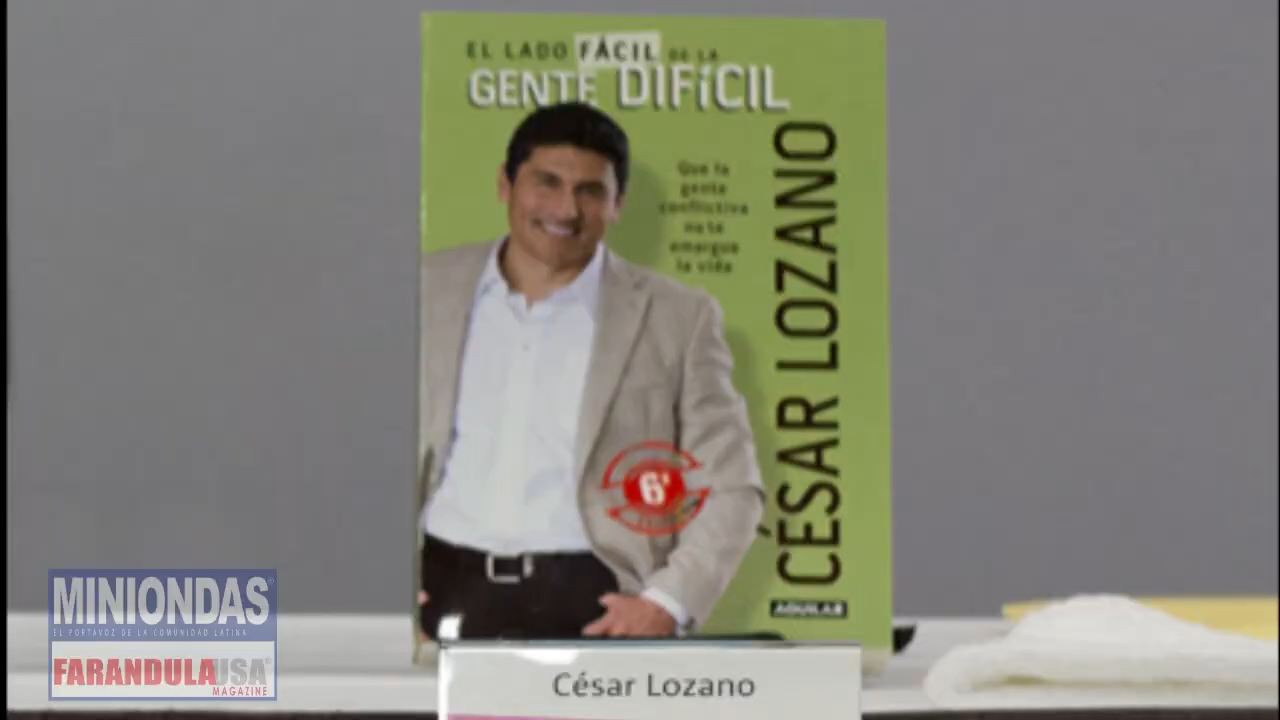 EL LADO FÁCIL DE LA
GENTE DIFÍCIL
Que la
gente
conflictiva
no te
amargue
la vida
CÉSAR LOZANO
6ª
AGUILAR
César Lozano
MINIONDAS
EL PORTAVOZ DE LA COMUNIDAD LATINA
FARANDULA USA
MAGAZINE